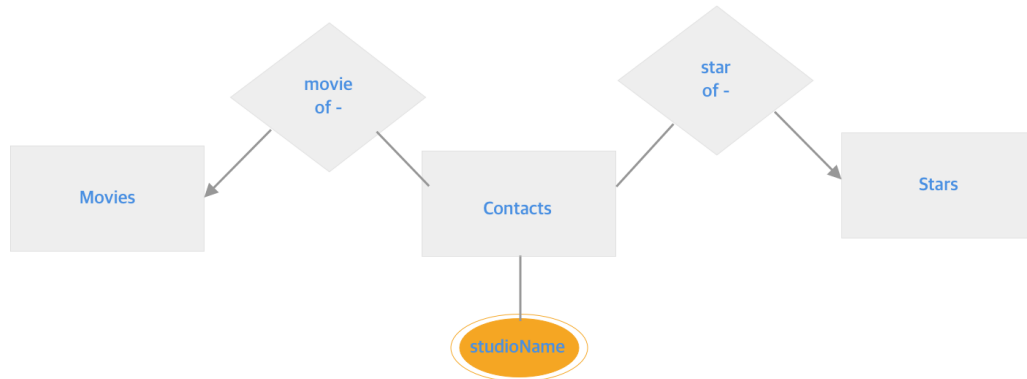 movie
of -
star
of -
Movies
Contacts
Stars
studioName